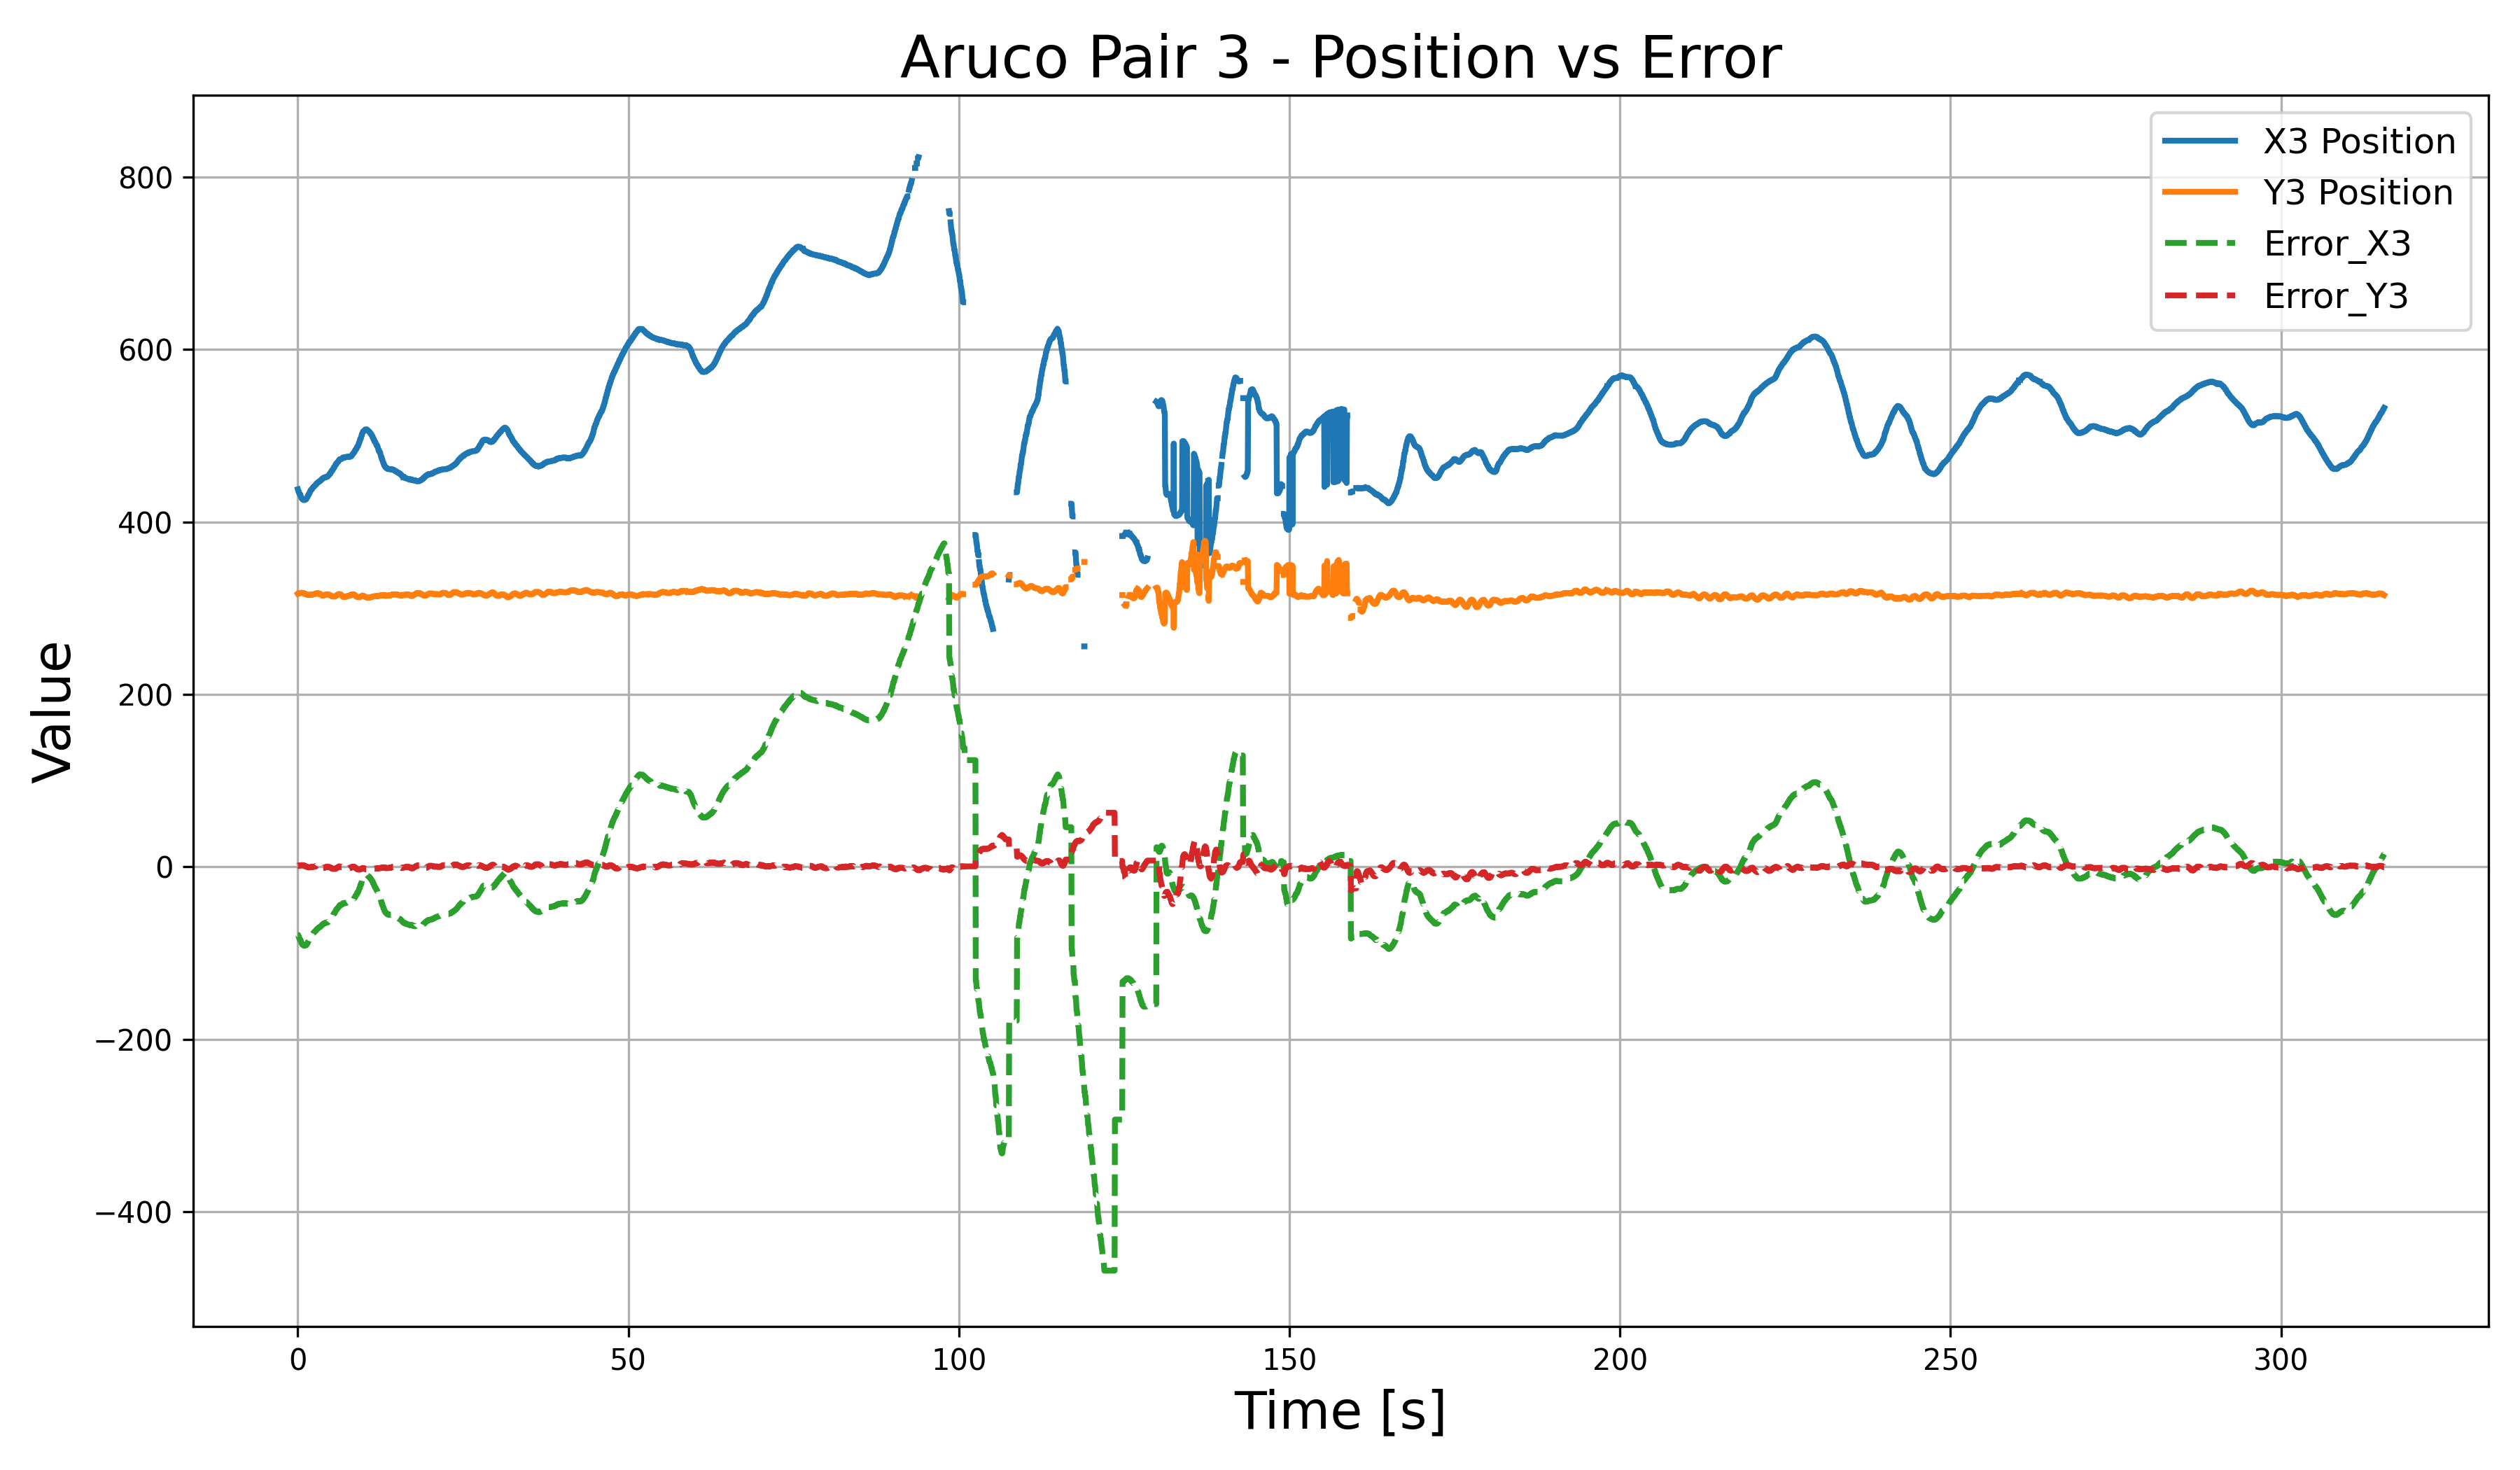 Aruco Pair 3 - Position vs Error
X3 Position
Y3 Position
Error_X3
Error_Y3
Value
800
600
400
200
0
−200
−400
0 50 100 150 200 250 300
Time [s]